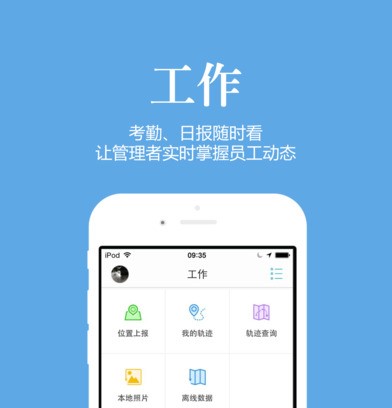 工作
考勤、日报随时看
让管理者实时掌握员工动态
iPod 09:35
工作
位置上报 我的轨迹 轨迹查询
本地照片 离线数据